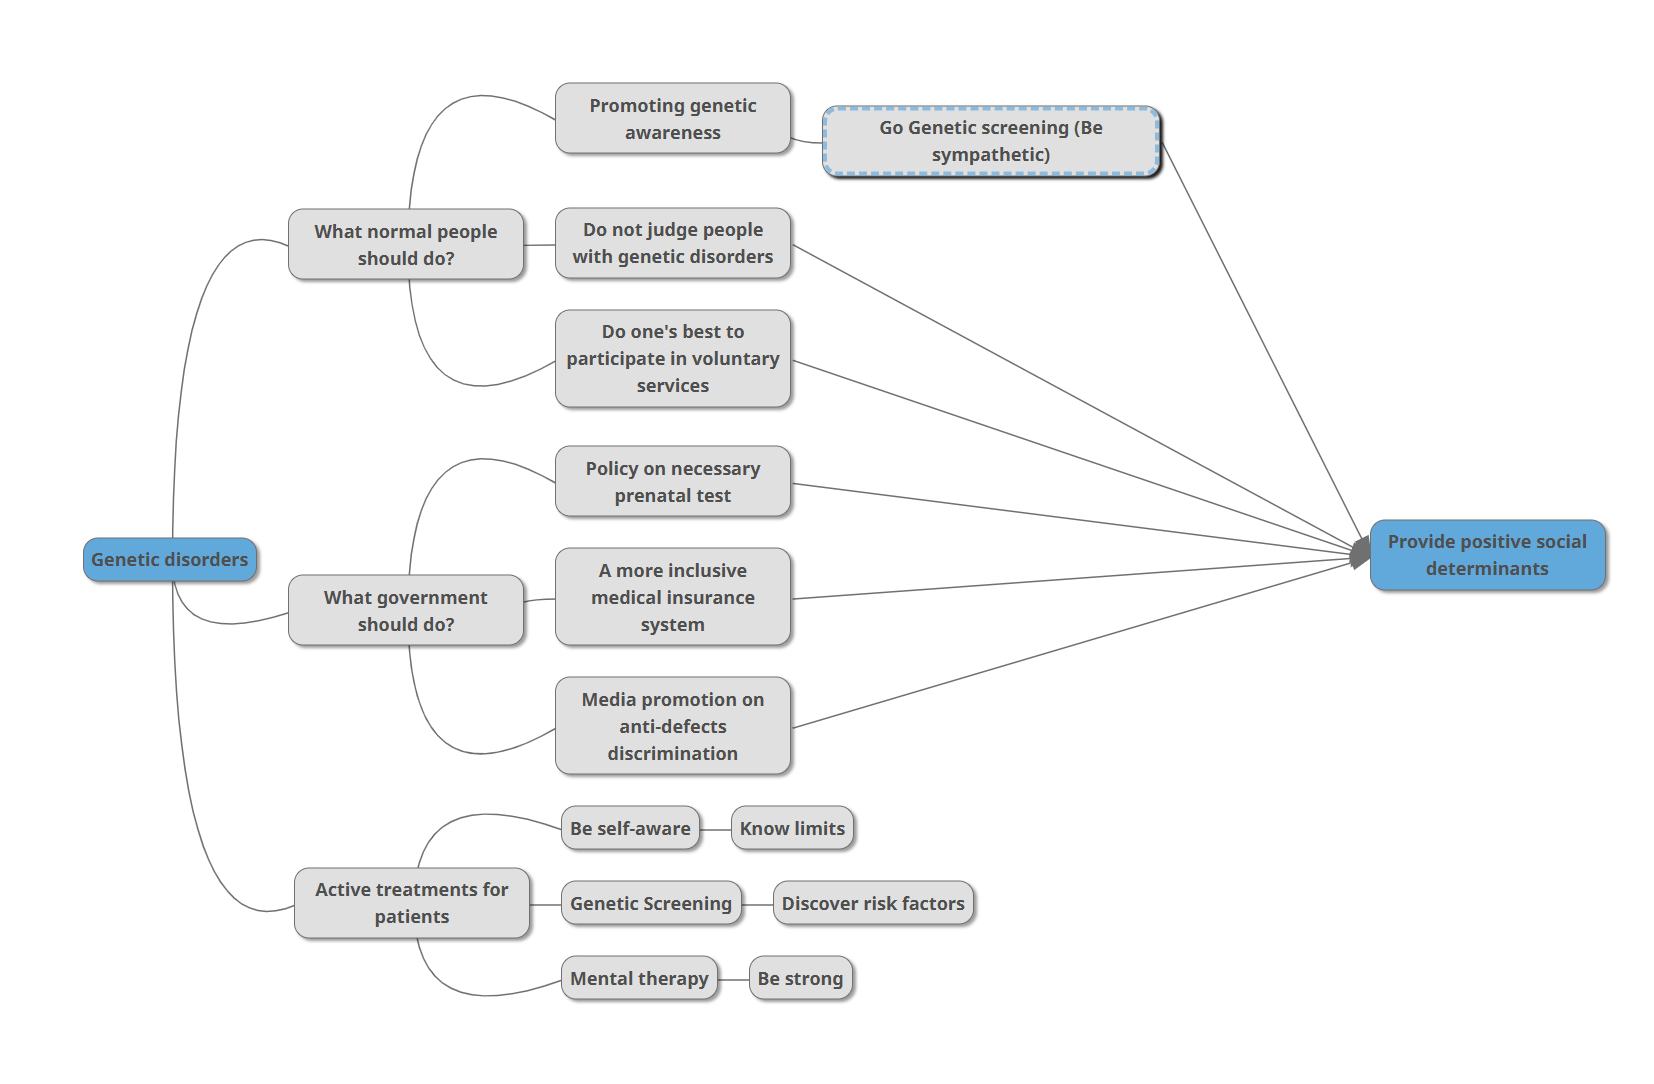 Promoting genetic
awareness
Go Genetic screening (Be
sympathetic)
What normal people
should do?
Do not judge people
with genetic disorders
Do one's best to
participate in voluntary
services
Policy on necessary
prenatal test
Genetic disorders
Provide positive social
determinants
What government
should do?
A more inclusive
medical insurance
system
Media promotion on
anti-defects
discrimination
Be self-aware
Know limits
Active treatments for
patients
Genetic Screening
Discover risk factors
Mental therapy
Be strong